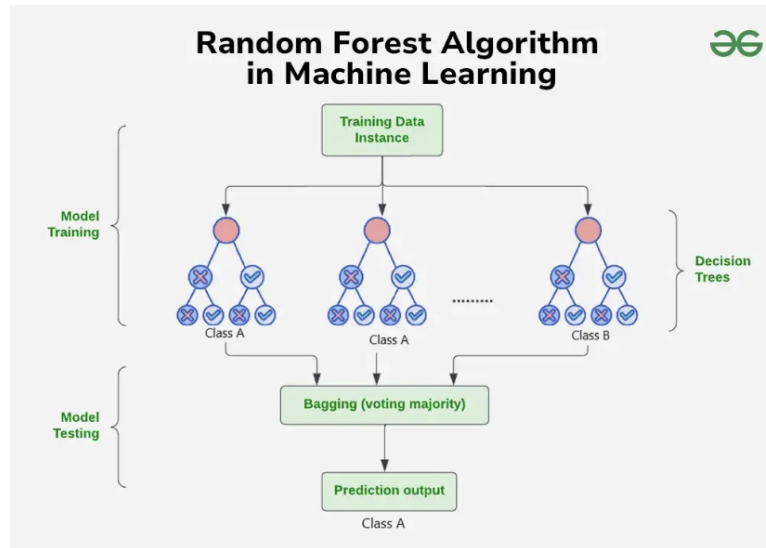 Random Forest Algorithm
in Machine Learning
Training Data
Instance
Model
Training
Decision
Trees
.........
Class A
Class A
Class B
Bagging (voting majority)
Model
Testing
Prediction output
Class A